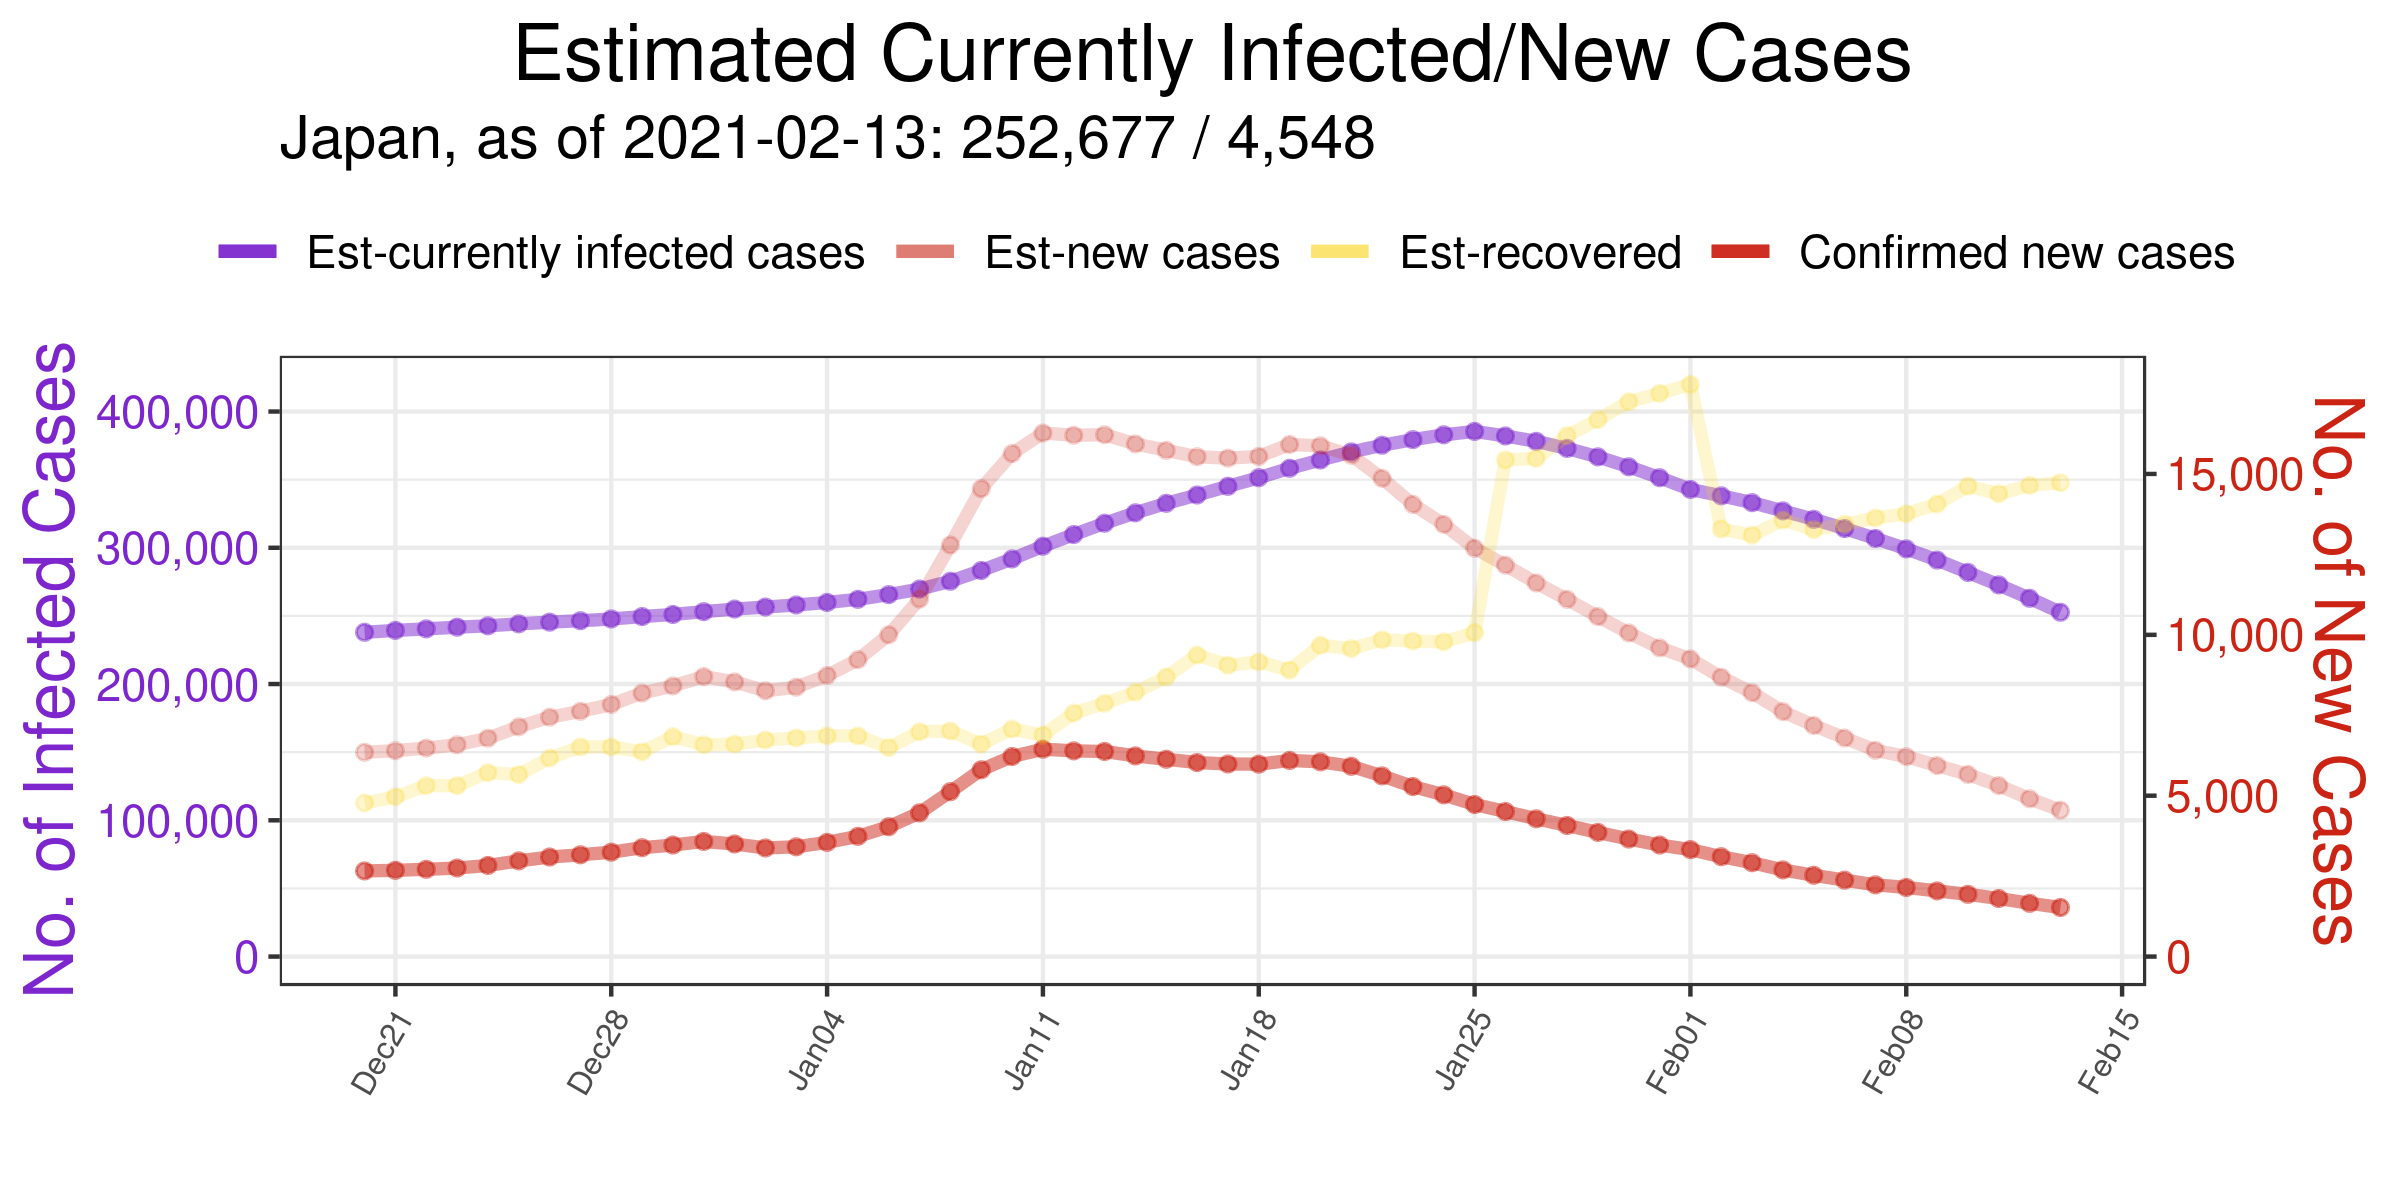 Estimated Currently Infected/New Cases
Japan, as of 2021-02-13: 252,677 / 4,548
Est-currently infected cases Est-new cases Est-recovered Confirmed new cases
No. of Infected Cases
400,000
300,000
200,000
100,000
0
15,000
10,000
5,000
0
No. of New Cases
Dec21 Dec28 Jan04 Jan11 Jan18 Jan25 Feb01 Feb08 Feb15